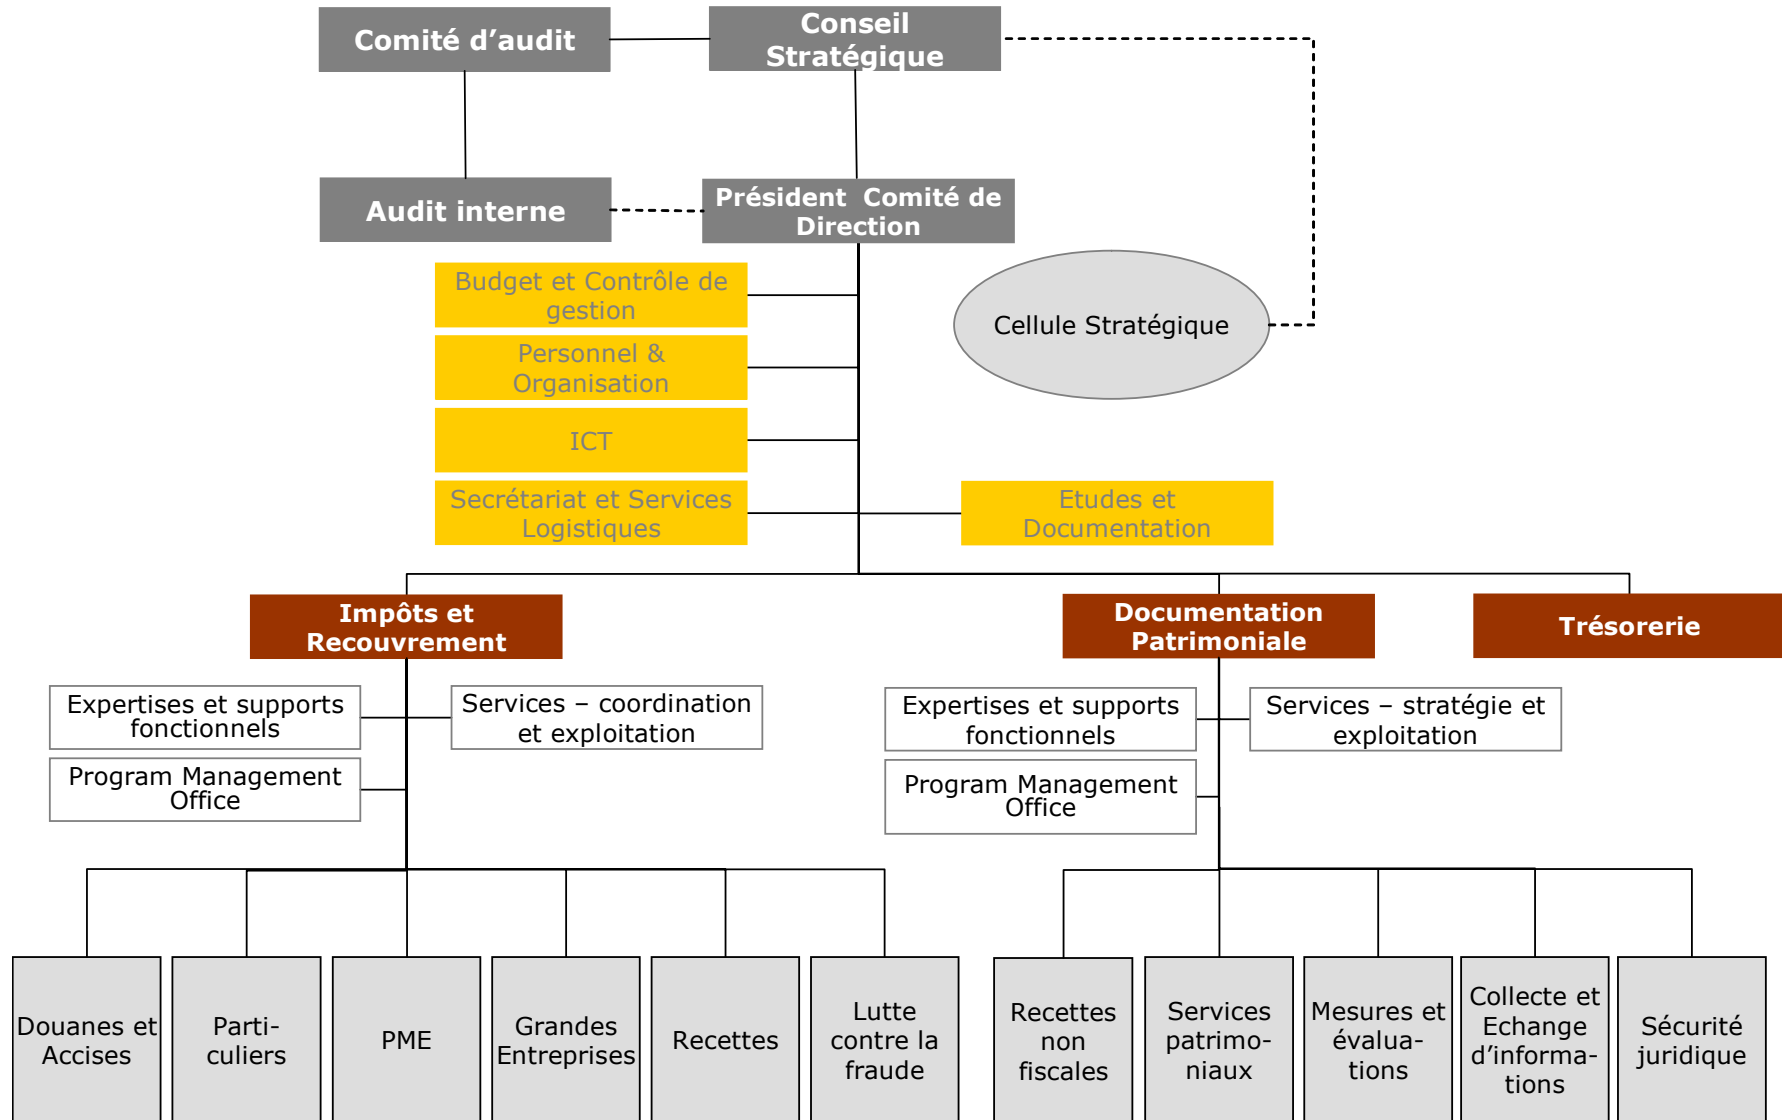 Comité d’audit
Conseil
Stratégique
Audit interne
Président  Comité de
Direction
Budget et Contrôle de
gestion
Personnel &
Organisation
ICT
Secrétariat et Services
Logistiques
Cellule Stratégique
Etudes et
Documentation
Impôts et
Recouvrement
Documentation
Patrimoniale
Trésorerie
Expertises et supports
fonctionnels
Services – coordination
et exploitation
Program Management
Office
Expertises et supports
fonctionnels
Services – stratégie et
exploitation
Program Management
Office
Douanes et
Accises
Parti-
culiers
PME
Grandes
Entreprises
Recettes
Lutte
contre la
fraude
Recettes
non
fiscales
Services
patrimo-
niaux
Mesures et
évalua-
tions
Collecte et
Echange
d’informa-
tions
Sécurité
juridique